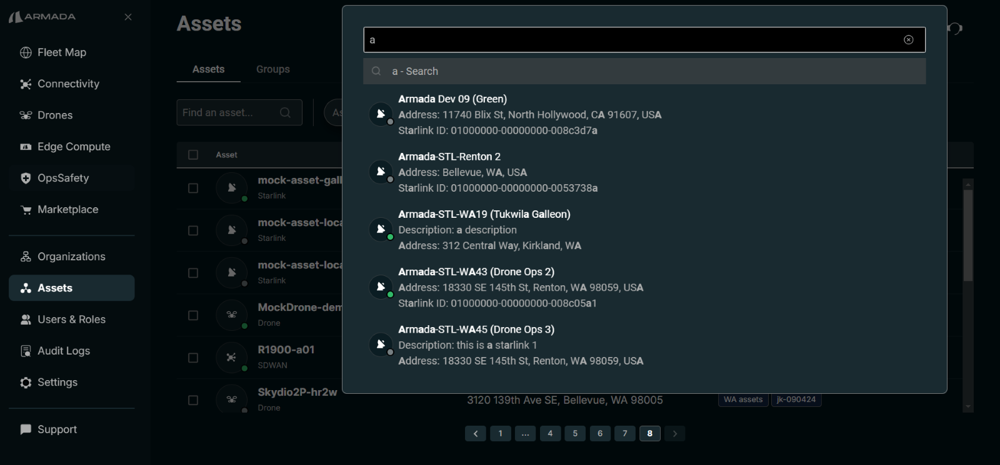 ARMADA
Fleet Map
Connectivity
Drones
Edge Compute
OpsSafety
Marketplace
Organizations
Assets
Users & Roles
Audit Logs
Settings
Support
Assets
Assets
Groups
Find an asset...
As
Asset
mock-asset-gall
Starlink
mock-asset-loca
Starlink
mock-asset-loca
Starlink
MockDrone-dem
Drone
R1900-a01
SDWAN
Skydio2P-hr2w
Drone
3120 139th Ave SE, Bellevue, WA 98005
WA assets
jk-090424
1
...
4
5
6
7
8
a
a - Search
Armada Dev 09 (Green)
Address: 11740 Blix St, North Hollywood, CA 91607, USA
Starlink ID: 01000000-00000000-008c3d7a
Armada-STL-Renton 2
Address: Bellevue, WA, USA
Starlink ID: 01000000-00000000-0053738a
Armada-STL-WA19 (Tukwila Galleon)
Description: a description
Address: 312 Central Way, Kirkland, WA
Armada-STL-WA43 (Drone Ops 2)
Address: 18330 SE 145th St, Renton, WA 98059, USA
Starlink ID: 01000000-00000000-008c05a1
Armada-STL-WA45 (Drone Ops 3)
Description: this is a starlink 1
Address: 18330 SE 145th St, Renton, WA 98059, USA